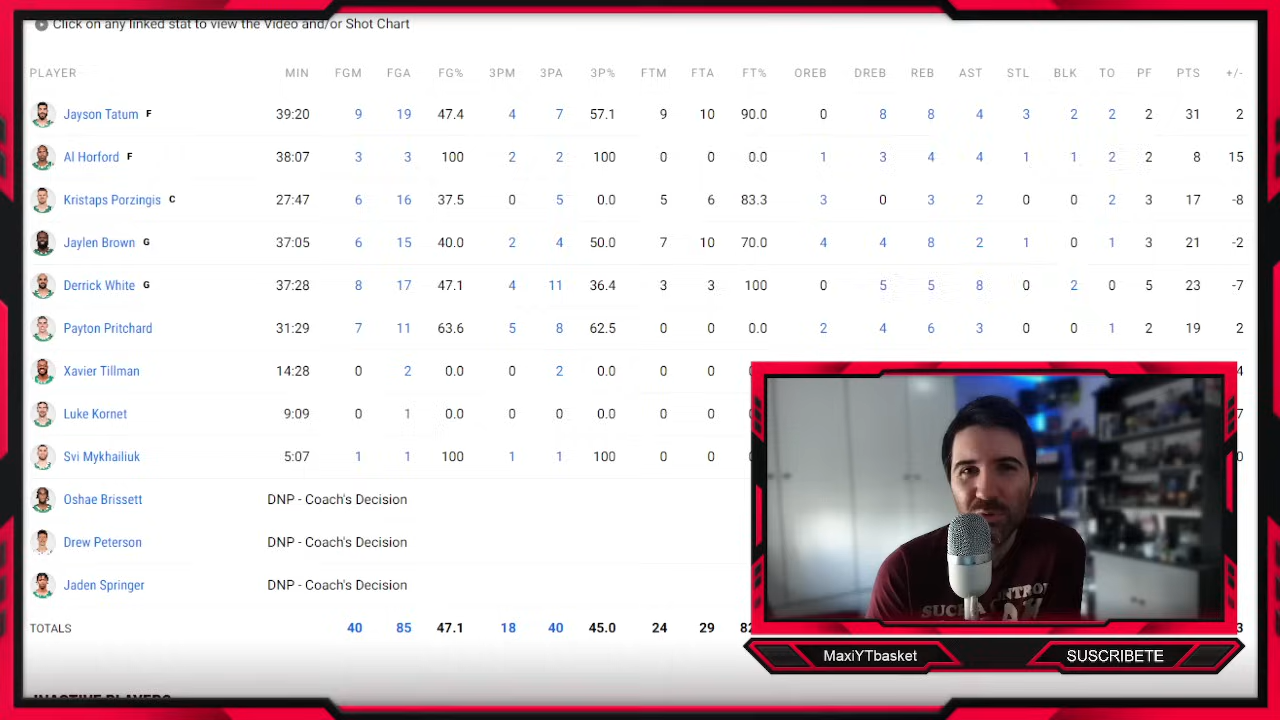 Click on any linked stat to view the Video and/or Shot Chart
PLAYER MIN FGM FGA FG% 3PM 3PA 3P% FTM FTA FT% OREB DREB REB AST STL BLK TO PF PTS +/-
Jayson Tatum F 39:20 9 19 47.4 4 7 57.1 9 10 90.0 0 8 8 4 3 2 2 2 31 2
Al Horford F 38:07 3 3 100 2 2 100 0 0 0.0 1 3 4 4 1 1 2 2 8 15
Kristaps Porzingis C 27:47 6 16 37.5 0 5 0.0 5 6 83.3 3 0 3 2 0 0 2 3 17 -8
Jaylen Brown G 37:05 6 15 40.0 2 4 50.0 7 10 70.0 4 4 8 2 1 0 1 3 21 -2
Derrick White G 37:28 8 17 47.1 4 11 36.4 3 3 100 0 5 5 8 0 2 0 5 23 -7
Payton Pritchard 31:29 7 11 63.6 5 8 62.5 0 0 0.0 2 4 6 3 0 0 1 2 19 2
Xavier Tillman 14:28 0 2 0.0 0 2 0.0 0 0 4
Luke Kornet 9:09 0 1 0.0 0 0 0.0 0 0 7
Svi Mykhailiuk 5:07 1 1 100 1 1 100 0 0 0
Oshae Brissett DNP - Coach's Decision
Drew Peterson DNP - Coach's Decision
Jaden Springer DNP - Coach's Decision
TOTALS 40 85 47.1 18 40 45.0 24 29 82 3
INACTIVE PLAYERS
MaxiYTbasket
SUSCRIBETE